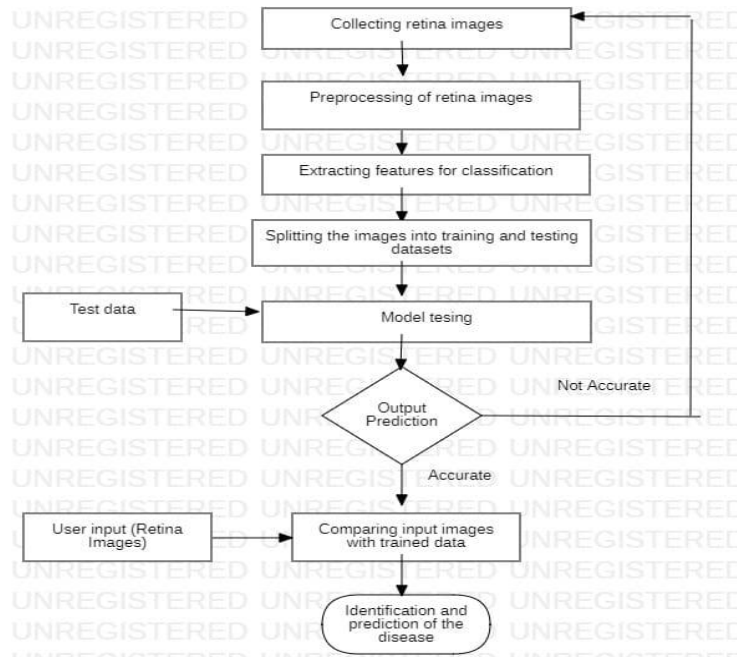 Collecting retina images
Preprocessing of retina images
Extracting features for classification
Splitting the images into training and testing
datasets
Test data
Model tesing
Not Accurate
Output
Prediction
Accurate
User input (Retina
Images)
Comparing input images
with trained data
Identification and
prediction of the
disease
UNREGISTERED UNREGISTERED UNREGISTERED